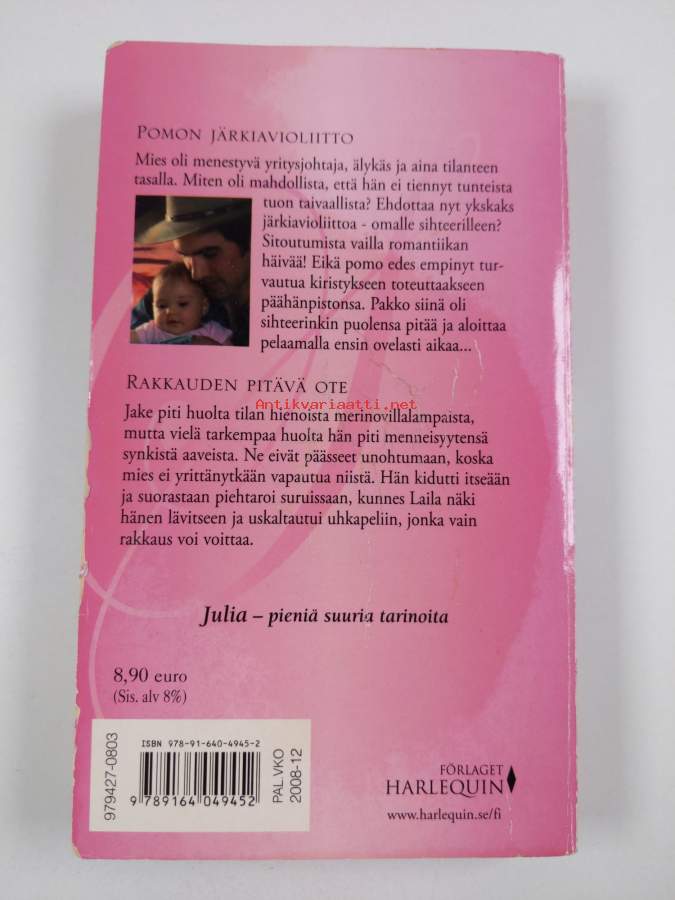 POMON JÄRKIAVIOLIITTO
Mies oli menestyvä yritysjohtaja, älykäs ja aina tilanteen
tasalla. Miten oli mahdollista, että hän ei tiennyt tunteista
tuon taivaallista? Ehdottaa nyt ykskaks
järkiavioliittoa - omalle sihteerilleen?
Sitoutumista vailla romantiikan
häivää! Eikä pomo edes empinyt tur-
vautua kiristykseen toteuttaakseen
päähänpistonsa. Pakko siinä oli
sihteerinkin puolensa pitää ja aloittaa
pelaamalla ensin ovelasti aikaa...
RAKKAUDEN PITÄVÄ OTE
Antikvariaatti.net
Jake piti huolta tilan hienoista merinovillalampaista,
mutta vielä tarkempaa huolta hän piti menneisyytensä
synkistä aaveista. Ne eivät päässeet unohtumaan, koska
mies ei yrittänytkään vapautua niistä. Hän kidutti itseään
ja suorastaan piehtaroi suruissaan, kunnes Laila näki
hänen lävitseen ja uskaltautui uhkapeliin, jonka vain
rakkaus voi voittaa.
Julia – pieniä suuria tarinoita
8,90 euro
(Sis. alv 8%)
979427-0803
ISBN 978-91-640-4945-2
9 789164 049452
PAL.VKO
2008-12
FÖRLAGET
HARLEQUIN
www.harlequin.se/fi